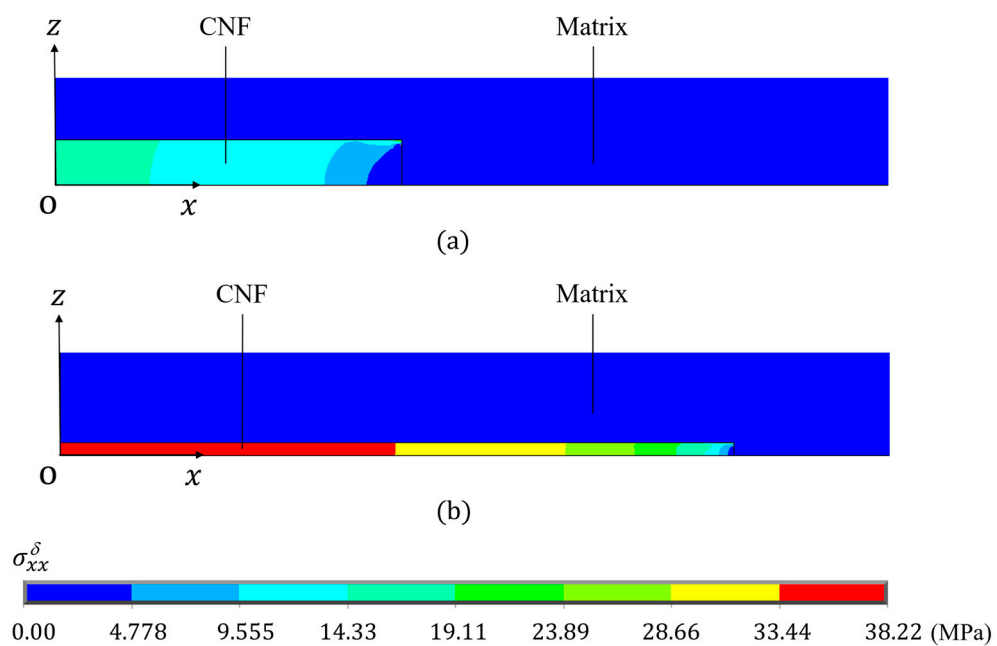 z
CNF
Matrix
O
x
(a)
z
CNF
Matrix
O
x
(b)
σ_xx^δ
0.00 4.778 9.555 14.33 19.11 23.89 28.66 33.44 38.22 (MPa)